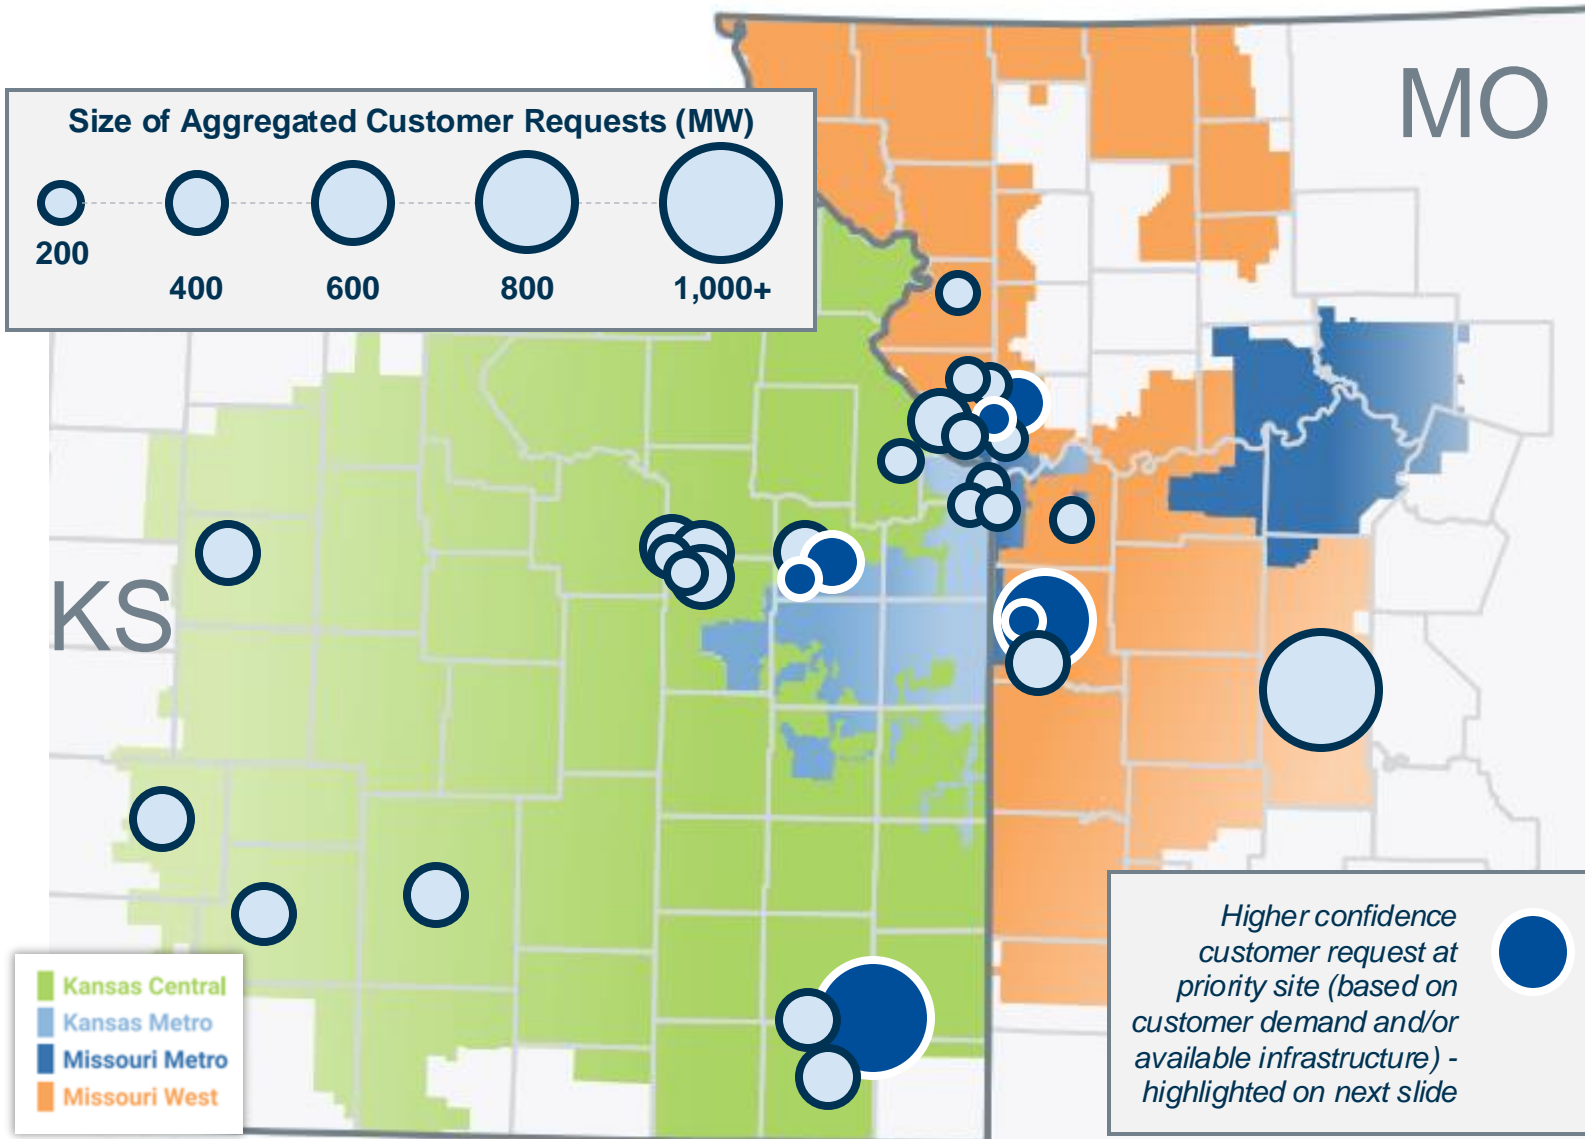 MO
Size of Aggregated Customer Requests (MW)
200
400
600
800
1,000+
KS
Higher confidence
customer request at
priority site (based on
customer demand and/or
available infrastructure) -
highlighted on next slide
Kansas Central
Kansas Metro
Missouri Metro
Missouri West